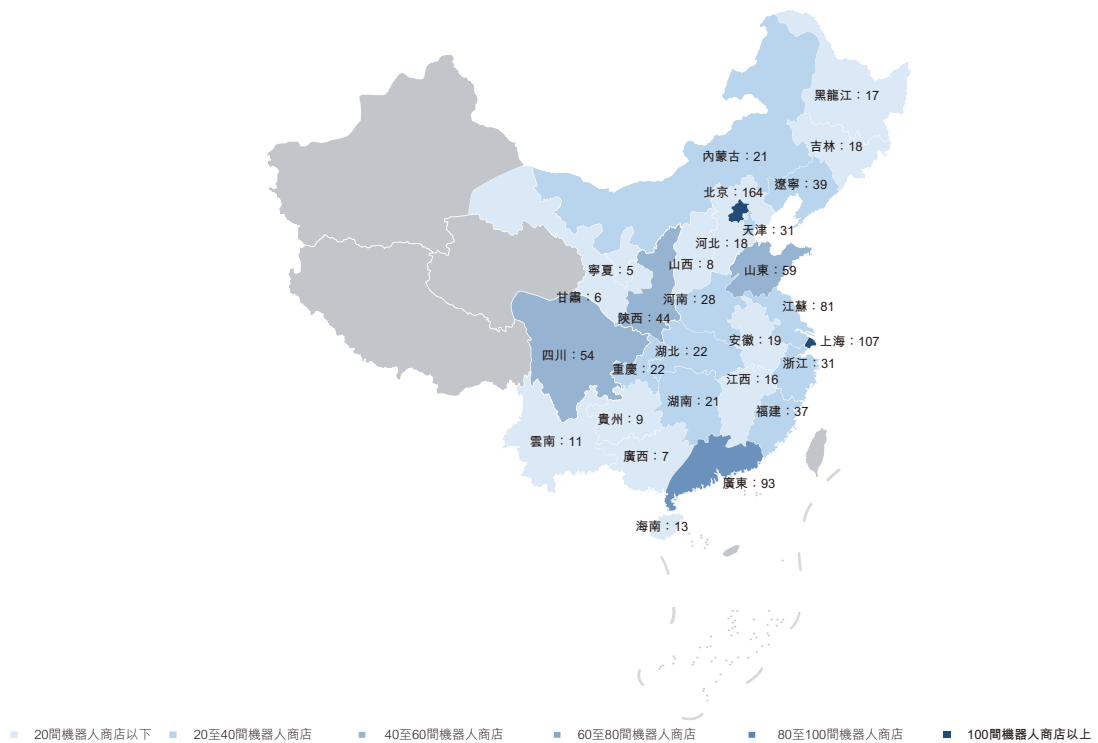 黑龍江：17
吉林：18
內蒙古：21
遼寧：39
北京：164
天津：31
河北：18
山西：8
寧夏：5
山東：59
甘肅：6
河南：28
江蘇：81
陝西：44
安徽：19
上海：107
四川：54
湖北：22
浙江：31
重慶：22
江西：16
湖南：21
福建：37
貴州：9
雲南：11
廣西：7
廣東：93
海南：13
20間機器人商店以下
20至40間機器人商店
40至60間機器人商店
60至80間機器人商店
80至100間機器人商店
100間機器人商店以上